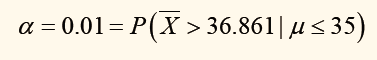 α = 0.01 = P(X̅ > 36.861 | μ ≤ 35)